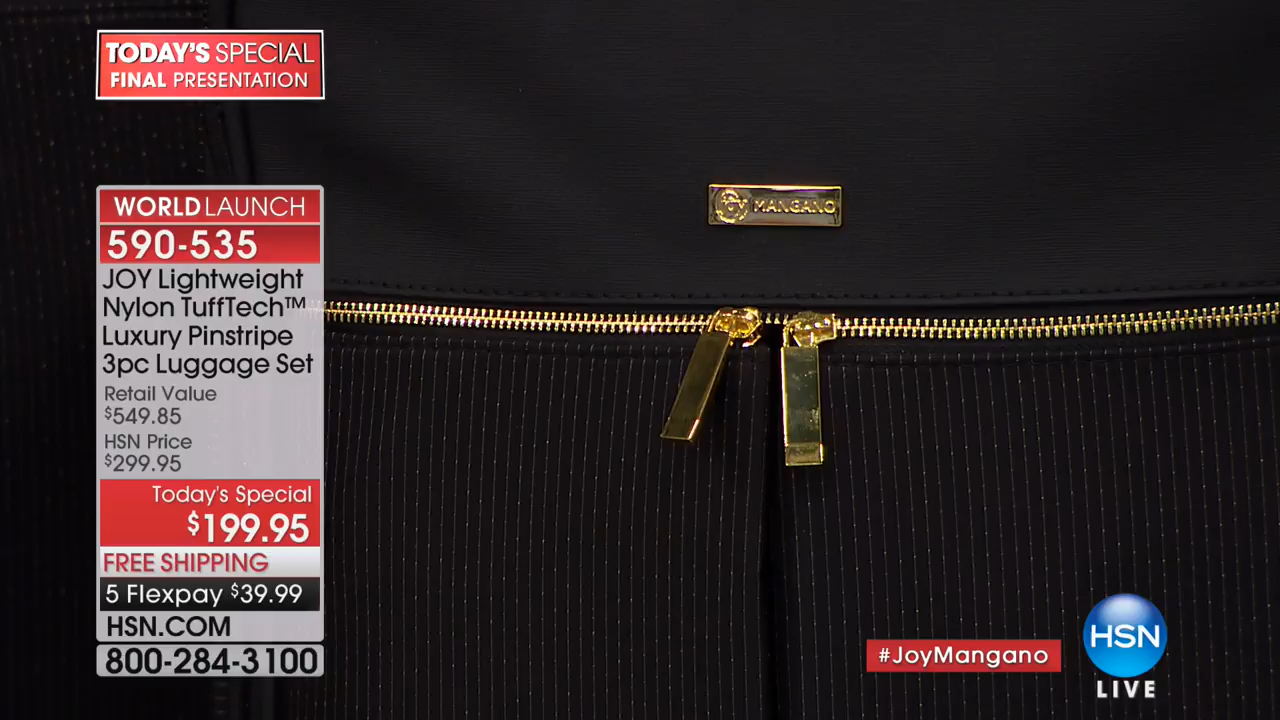 TODAY'S SPECIAL
FINAL PRESENTATION
WORLD LAUNCH
590-535
JOY Lightweight
Nylon TuffTech™
Luxury Pinstripe
3pc Luggage Set
Retail Value
$549.85
HSN Price
$299.95
Today's Special
$199.95
FREE SHIPPING
5 Flexpay $39.99
HSN.COM
800-284-3100
JOY MANGANO
#JoyMangano
HSN
LIVE